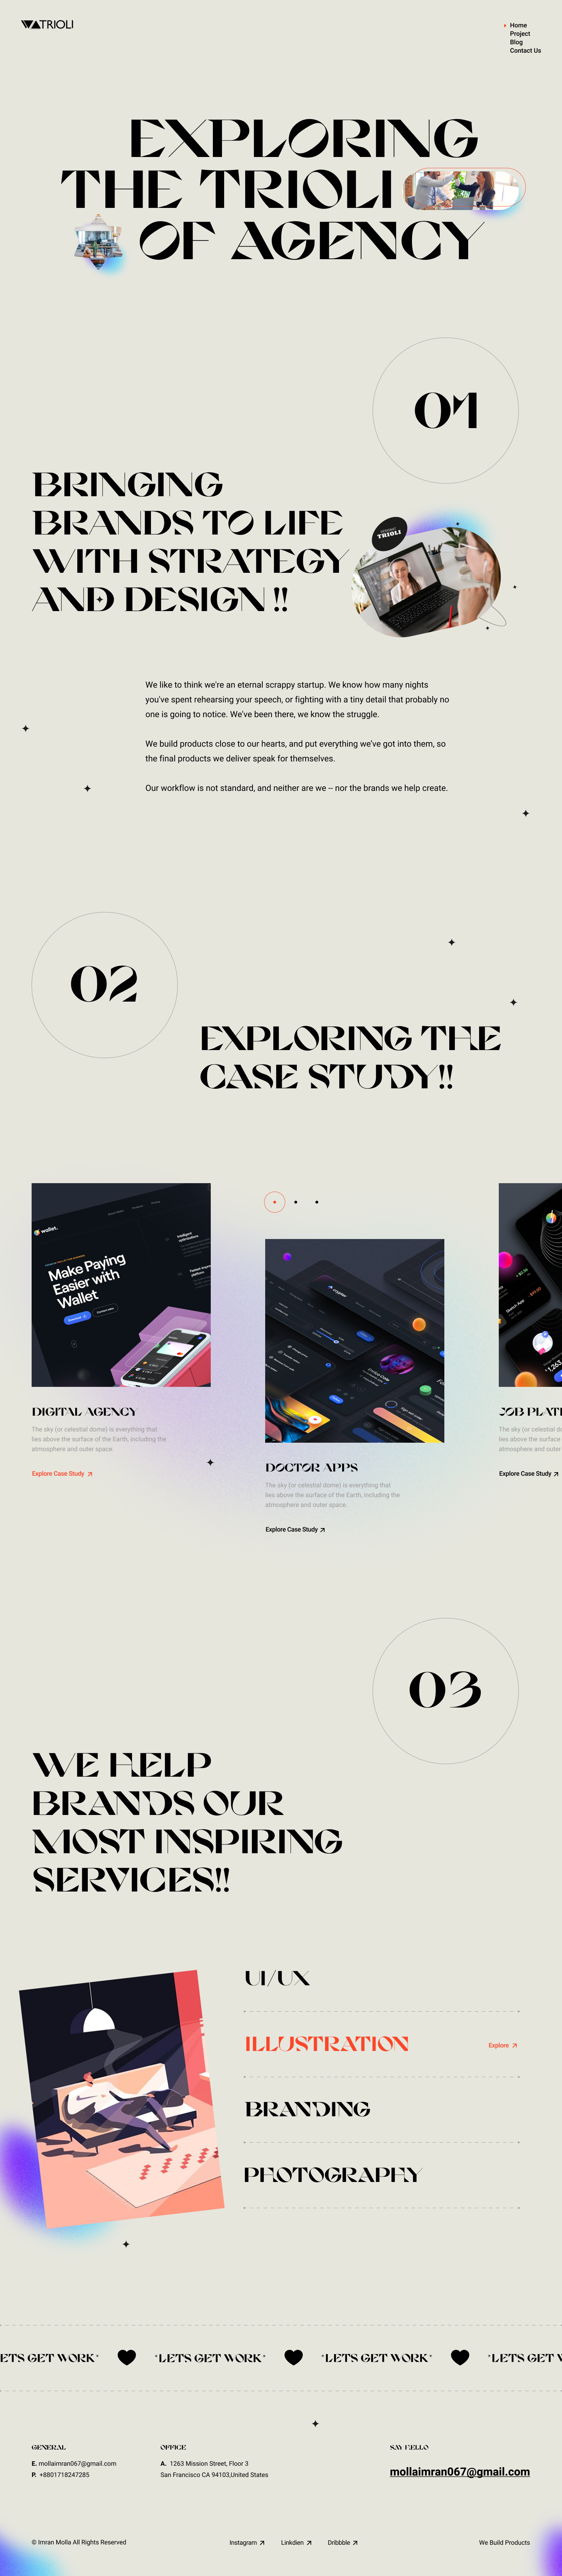 TRIOLI
Home
Project
Blog
Contact Us
EXPLORING
THE TRIOLI
OF AGENCY
01
BRINGING
BRANDS TO LIFE
WITH STRATEGY
AND DESIGN !!
TRIOLI
We like to think we're an eternal scrappy startup. We know how many nights
you've spent rehearsing your speech, or fighting with a tiny detail that probably no
one is going to notice. We've been there, we know the struggle.
We build products close to our hearts, and put everything we've got into them, so
the final products we deliver speak for themselves.
Our workflow is not standard, and neither are we -- nor the brands we help create.
02
EXPLORING THE
CASE STUDY!!
wallet.
Make Paying
Easier with
Wallet
DIGITAL AGENCY
The sky (or celestial dome) is everything that
lies above the surface of the Earth, including the
atmosphere and outer space.
Explore Case Study
DOCTOR APPS
The sky (or celestial dome) is everything that
lies above the surface of the Earth, including the
atmosphere and outer space.
Explore Case Study
JOB PLAT
The sky (or celestial d
lies above the surface
atmosphere and outer
Explore Case Study
03
WE HELP
BRANDS OUR
MOST INSPIRING
SERVICES!!
UI/UX
ILLUSTRATION
Explore
BRANDING
PHOTOGRAPHY
ETS GET WORK* *LETS GET WORK* *LETS GET WORK* *LETS GET W
GENERAL
E. mollaimran067@gmail.com
P. +8801718247285
OFFICE
A. 1263 Mission Street, Floor 3
San Francisco CA 94103,United States
SAY HELLO
mollaimran067@gmail.com
© Imran Molla All Rights Reserved
Instagram
Linkdien
Dribbble
We Build Products